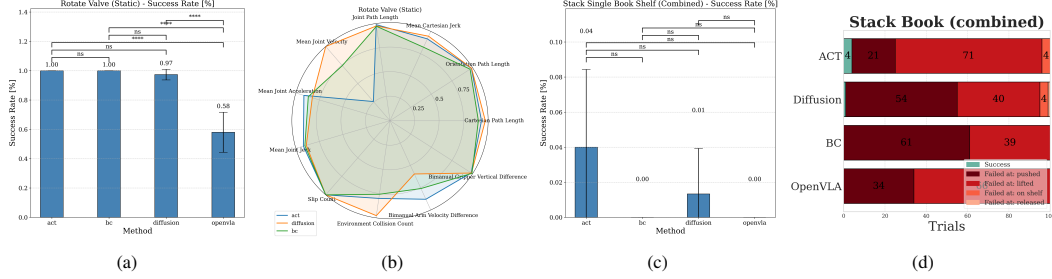 Rotate Valve (Static) - Success Rate [%]
1.4
1.2
1.0
0.8
0.6
0.4
0.2
0.0
Success Rate [%]
****
****
ns
****
ns
ns
1.00
1.00
0.97
0.58
act
bc
diffusion
openvla
Method
(a)
Rotate Valve (Static)
Joint Path Length
Mean Cartesian Jerk
Mean Joint Velocity
Orientation Path Length
0.75
0.5
0.25
Mean Joint Acceleration
Cartesian Path Length
Mean Joint Jerk
Bimanual Gripper Vertical Difference
Slip Count
Bimanual Arm Velocity Difference
Environment Collision Count
act
diffusion
bc
(b)
Stack Single Book Shelf (Combined) - Success Rate [%]
0.10
0.08
0.06
0.04
0.02
0.00
Success Rate [%]
ns
ns
ns
ns
ns
ns
0.04
0.00
0.01
0.00
act
bc
diffusion
openvla
Method
(c)
Stack Book (combined)
ACT
4
21
71
4
Diffusion
54
40
4
BC
61
39
OpenVLA
34
Success
Failed at: pushed
Failed at: lifted
Failed at: on shelf
Failed at: released
0
20
40
60
80
100
Trials
(d)